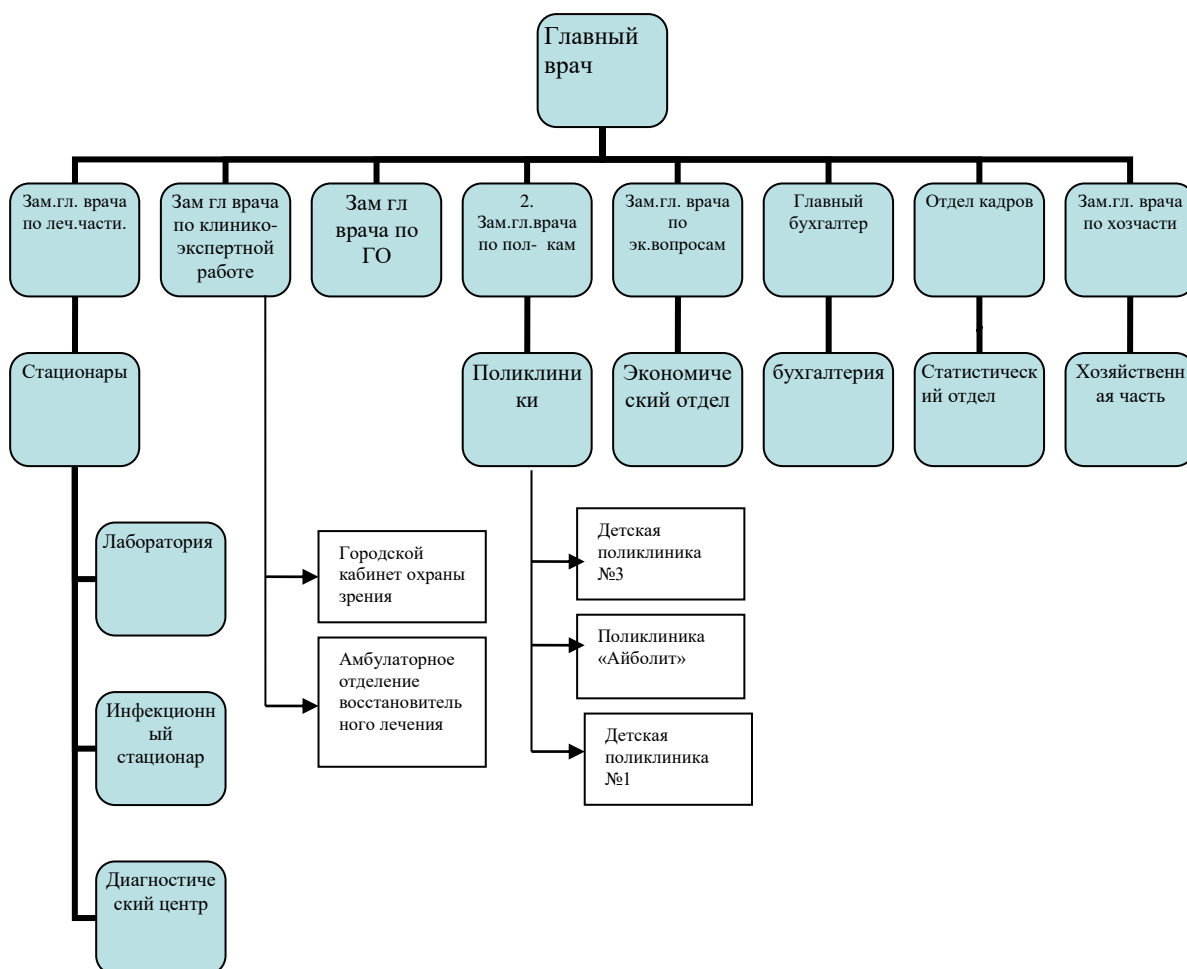 Главный
врач
Зам.гл. врача
по леч.части.
Зам гл врача
по клинико-
экспертной
работе
Зам гл
врача по
ГО
2.
Зам.гл.врача
по пол- кам
Зам.гл. врача
по
эк.вопросам
Главный
бухгалтер
Отдел кадров
Зам.гл. врача
по хозчасти
Стационары
Поликлини
ки
Экономиче
ский отдел
бухгалтерия
Статистическ
ий отдел
Хозяйственн
ая часть
Лаборатория
Городской
кабинет охраны
зрения
Детская
поликлиника
№3
Амбулаторное
отделение
восстановитель
ного лечения
Поликлиника
«Айболит»
Инфекционн
ый
стационар
Детская
поликлиника
№1
Диагностиче
ский центр